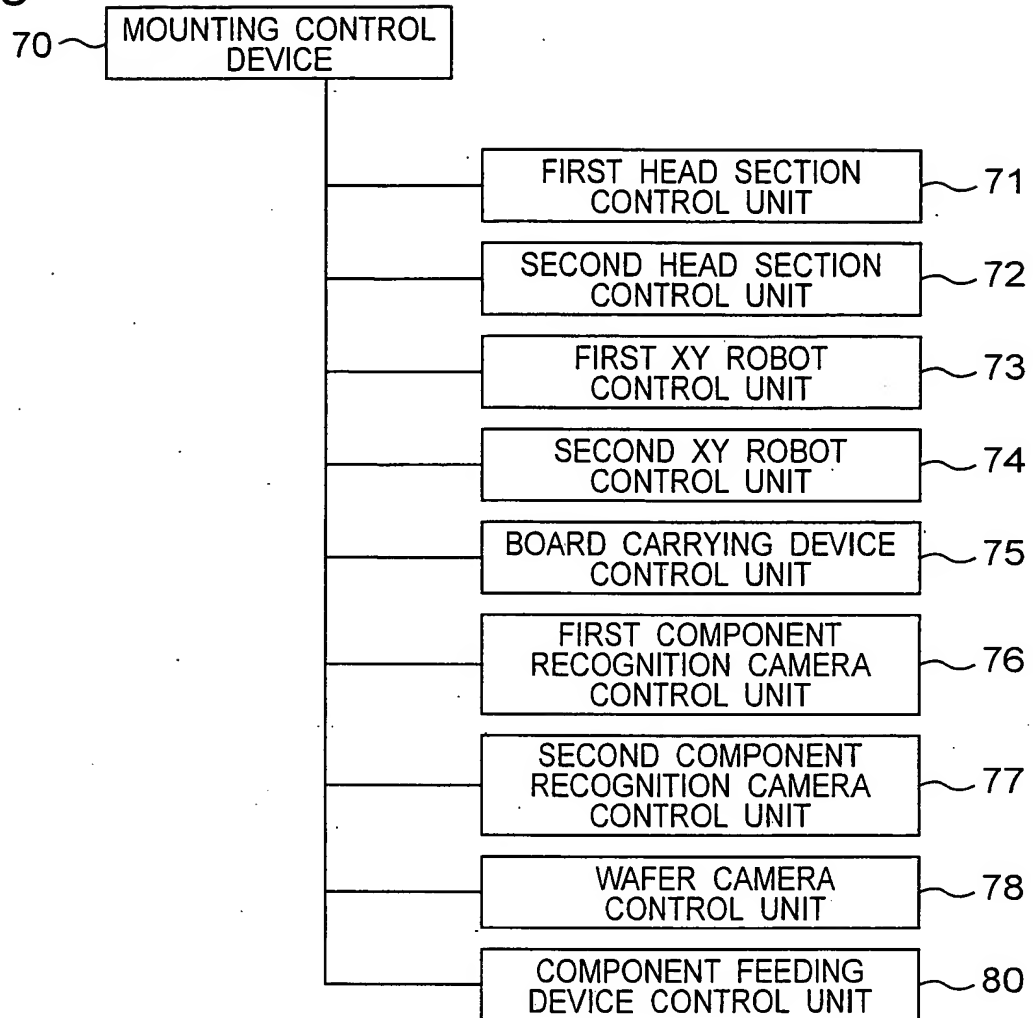 70 MOUNTING CONTROL
DEVICE
FIRST HEAD SECTION
CONTROL UNIT 71
SECOND HEAD SECTION
CONTROL UNIT 72
FIRST XY ROBOT
CONTROL UNIT 73
SECOND XY ROBOT
CONTROL UNIT 74
BOARD CARRYING DEVICE
CONTROL UNIT 75
FIRST COMPONENT
RECOGNITION CAMERA 76
CONTROL UNIT
SECOND COMPONENT
RECOGNITION CAMERA 77
CONTROL UNIT
WAFER CAMERA
CONTROL UNIT 78
COMPONENT FEEDING
DEVICE CONTROL UNIT 80